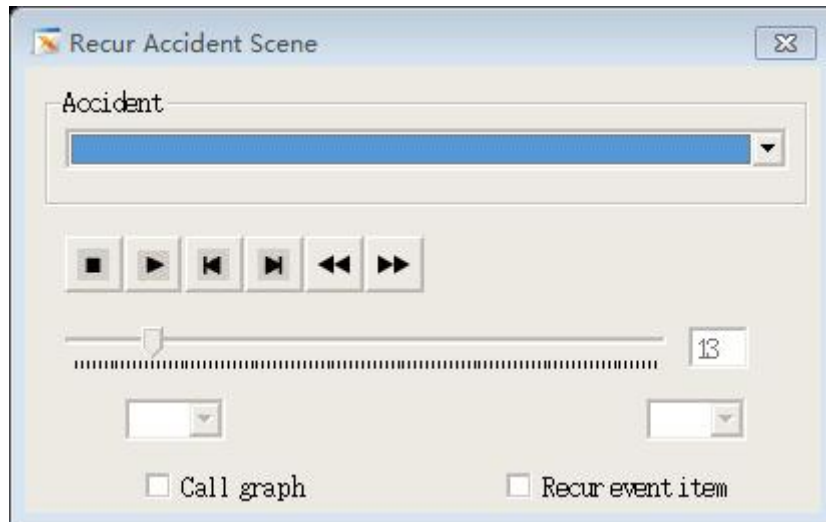 Recur Accident Scene
Accident
13
Call graph
Recur event item